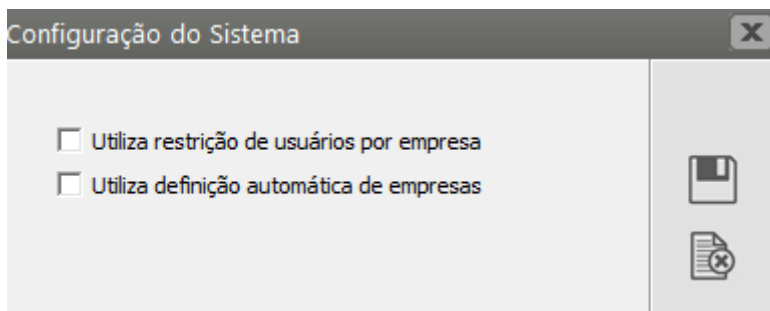 Configuração do Sistema
Utiliza restrição de usuários por empresa
Utiliza definição automática de empresas